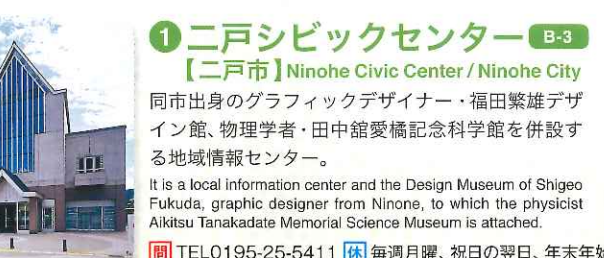 ❶二戸シビックセンター B-3
【二戸市】Ninohe Civic Center / Ninohe City
同市出身のグラフィックデザイナー・福田繁雄デザ
イン館、物理学者・田中舘愛橘記念科学館を併設す
る地域情報センター。
It is a local information center and the Design Museum of Shigeo
Fukuda, graphic designer from Ninone, to which the physicist
Aikitsu Tanakadate Memorial Science Museum is attached.
問 TEL0195-25-5411 休 毎週月曜、祝日の翌日、年末年始